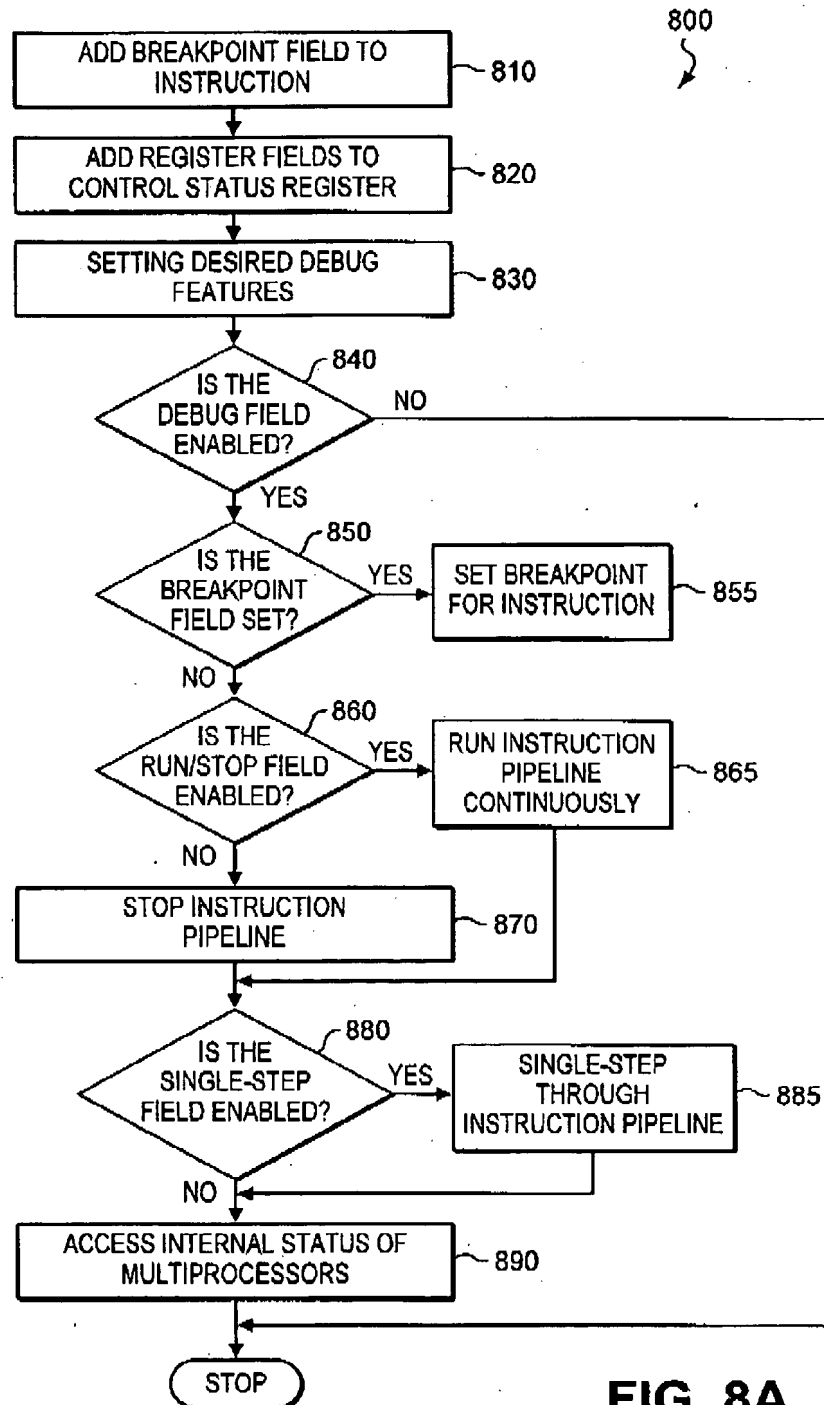 800
ADD BREAKPOINT FIELD TO
INSTRUCTION
810
ADD REGISTER FIELDS TO
CONTROL STATUS REGISTER
820
SETTING DESIRED DEBUG
FEATURES
830
840
IS THE
DEBUG FIELD
ENABLED?
NO
YES
850
IS THE
BREAKPOINT
FIELD SET?
YES
SET BREAKPOINT
FOR INSTRUCTION
855
NO
860
IS THE
RUN/STOP FIELD
ENABLED?
YES
RUN INSTRUCTION
PIPELINE
CONTINUOUSLY
865
NO
STOP INSTRUCTION
PIPELINE
870
880
IS THE
SINGLE-STEP
FIELD ENABLED?
YES
SINGLE-STEP
THROUGH
INSTRUCTION PIPELINE
885
NO
ACCESS INTERNAL STATUS OF
MULTIPROCESSORS
890
STOP
FIG. 8A